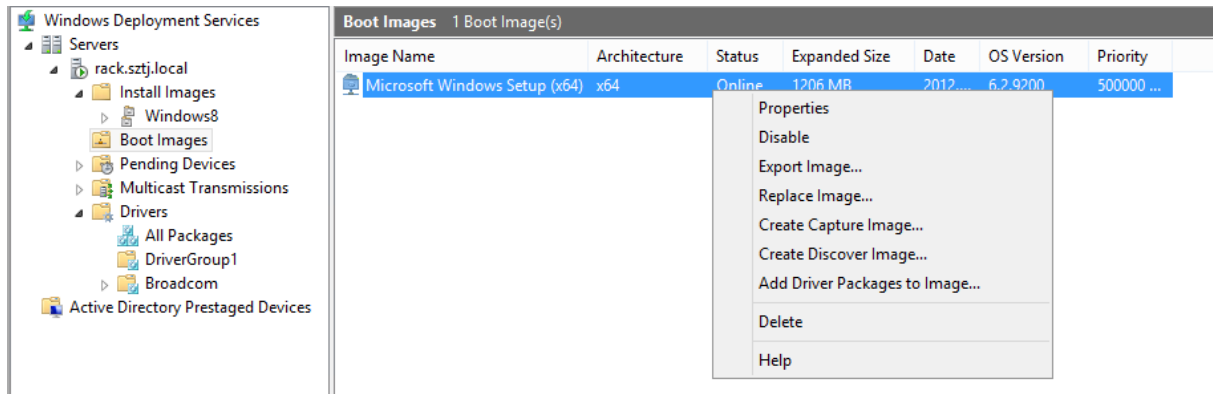 Windows Deployment Services
Servers
rack.sztj.local
Install Images
Windows8
Boot Images
Pending Devices
Multicast Transmissions
Drivers
All Packages
DriverGroup1
Broadcom
Active Directory Prestaged Devices
Boot Images 1 Boot Image(s)
Image Name Architecture Status Expanded Size Date OS Version Priority
Microsoft Windows Setup (x64) x64 Online 1206 MB 2012.... 6.2.9200 500000 ...
Properties
Disable
Export Image...
Replace Image...
Create Capture Image...
Create Discover Image...
Add Driver Packages to Image...
Delete
Help